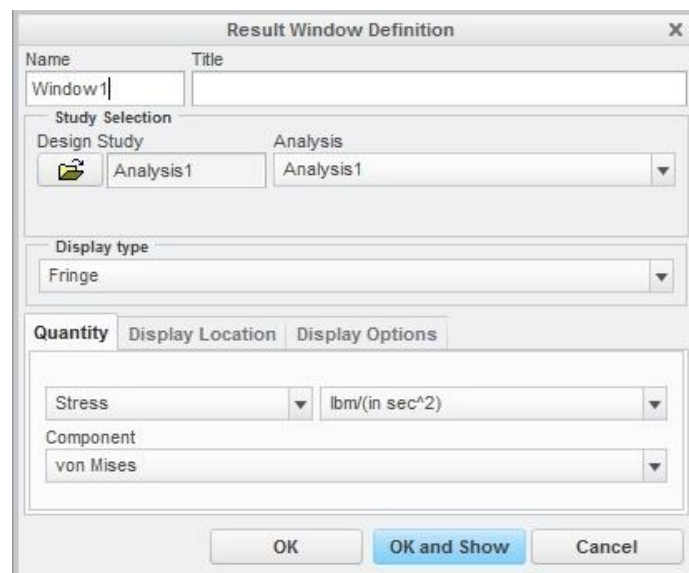 Result Window Definition X
Name Title
Window1
Study Selection
Design Study Analysis
Analysis1 Analysis1
Display type
Fringe
Quantity Display Location Display Options
Stress lbm/(in sec^2)
Component
von Mises
OK OK and Show Cancel